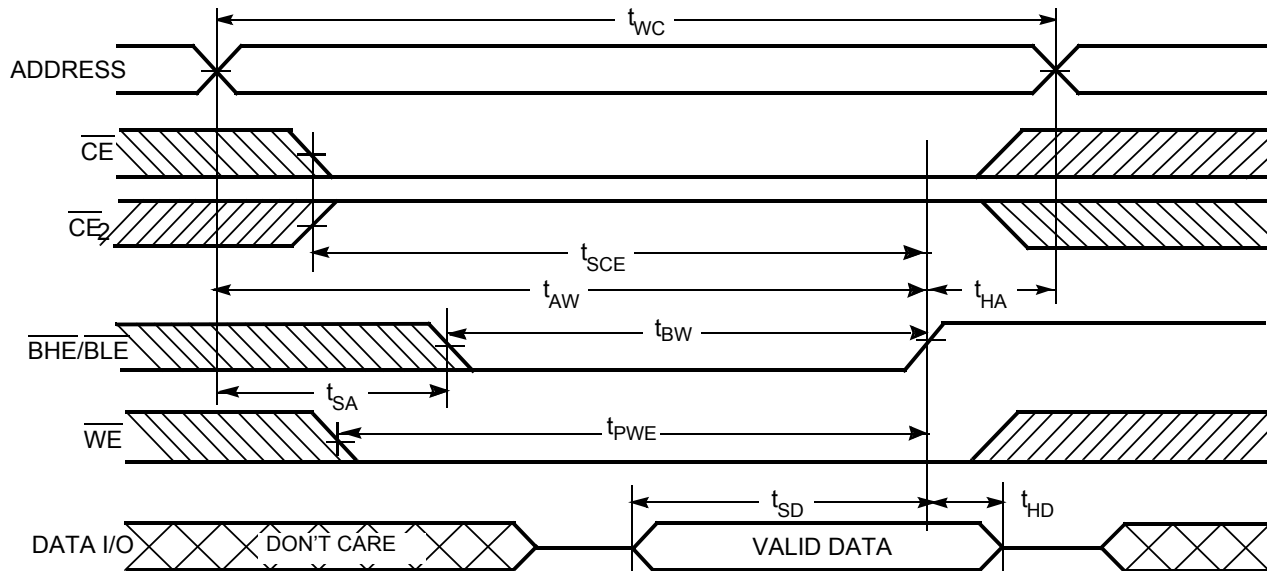 tWC
ADDRESS
CE
CE2
tSCE
tAW
tHA
BHE/BLE
tBW
tSA
WE
tPWE
tSD
tHD
DATA I/O
DON'T CARE
VALID DATA